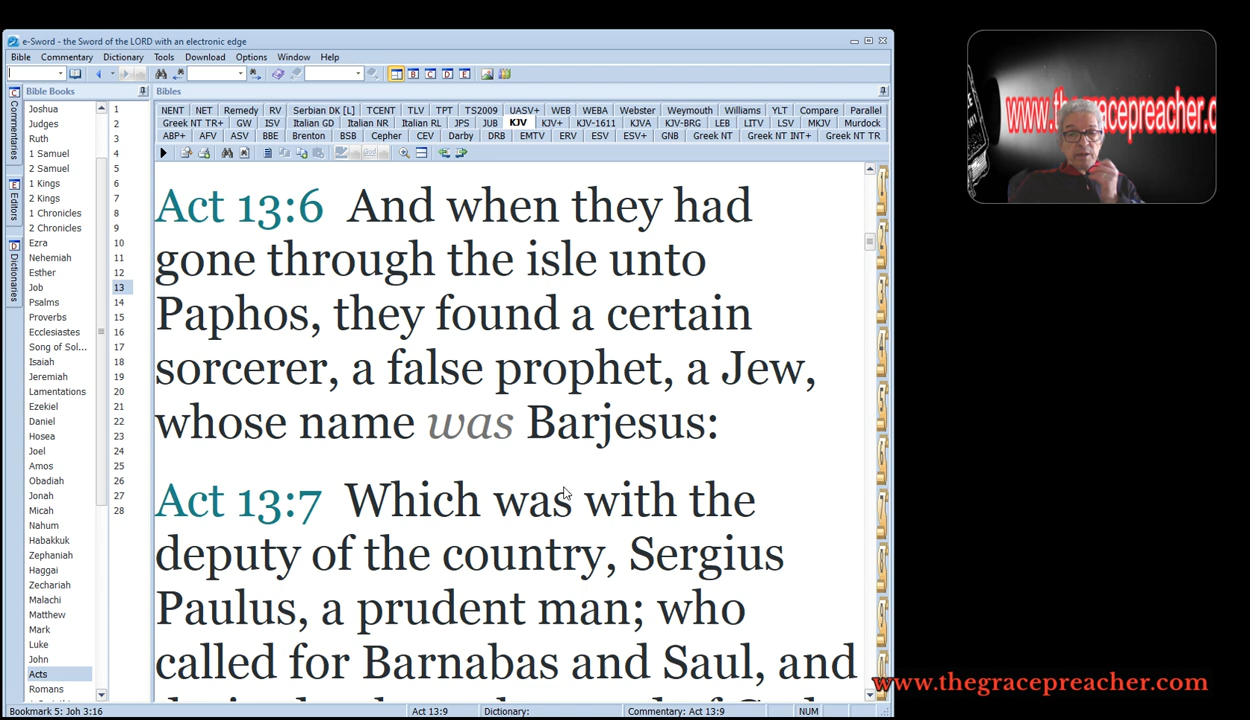 e-Sword - the Sword of the LORD with an electronic edge
Bible Commentary Dictionary Tools Download Options Window Help
Bible Books
Bibles
Commentaries
Editors
Dictionaries
Joshua
Judges
Ruth
1 Samuel
2 Samuel
1 Kings
2 Kings
1 Chronicles
2 Chronicles
Ezra
Nehemiah
Esther
Job
Psalms
Proverbs
Ecclesiastes
Song of Sol...
Isaiah
Jeremiah
Lamentations
Ezekiel
Daniel
Hosea
Joel
Amos
Obadiah
Jonah
Micah
Nahum
Habakkuk
Zephaniah
Haggai
Zechariah
Malachi
Matthew
Mark
Luke
John
Acts
Romans
1
2
3
4
5
6
7
8
9
10
11
12
13
14
15
16
17
18
19
20
21
22
23
24
25
26
27
28
NENT NET Remedy RV Serbian DK [L] TCENT TLV TPT TS2009 UASV+ WEB WEBA Webster Weymouth Williams YLT Compare Parallel
Greek NT TR+ GW ISV Italian GD Italian NR Italian RL JPS JUB KJV KJV+ KJV-1611 KJVA KJV-BRG LEB LITV LSV MKJV Murdock
ABP+ AFV ASV BBE Brenton BSB Cepher CEV Darby DRB EMTV ERV ESV ESV+ GNB Greek NT Greek NT INT+ Greek NT TR
Act 13:6 And when they had
gone through the isle unto
Paphos, they found a certain
sorcerer, a false prophet, a Jew,
whose name was Barjesus:
Act 13:7 Which was with the
deputy of the country, Sergius
Paulus, a prudent man; who
called for Barnabas and Saul, and
Bookmark 5: Joh 3:16 Act 13:9 Dictionary: Commentary: Act 13:9 NUM
www.thegracepreacher.c
www.thegracepreacher.com